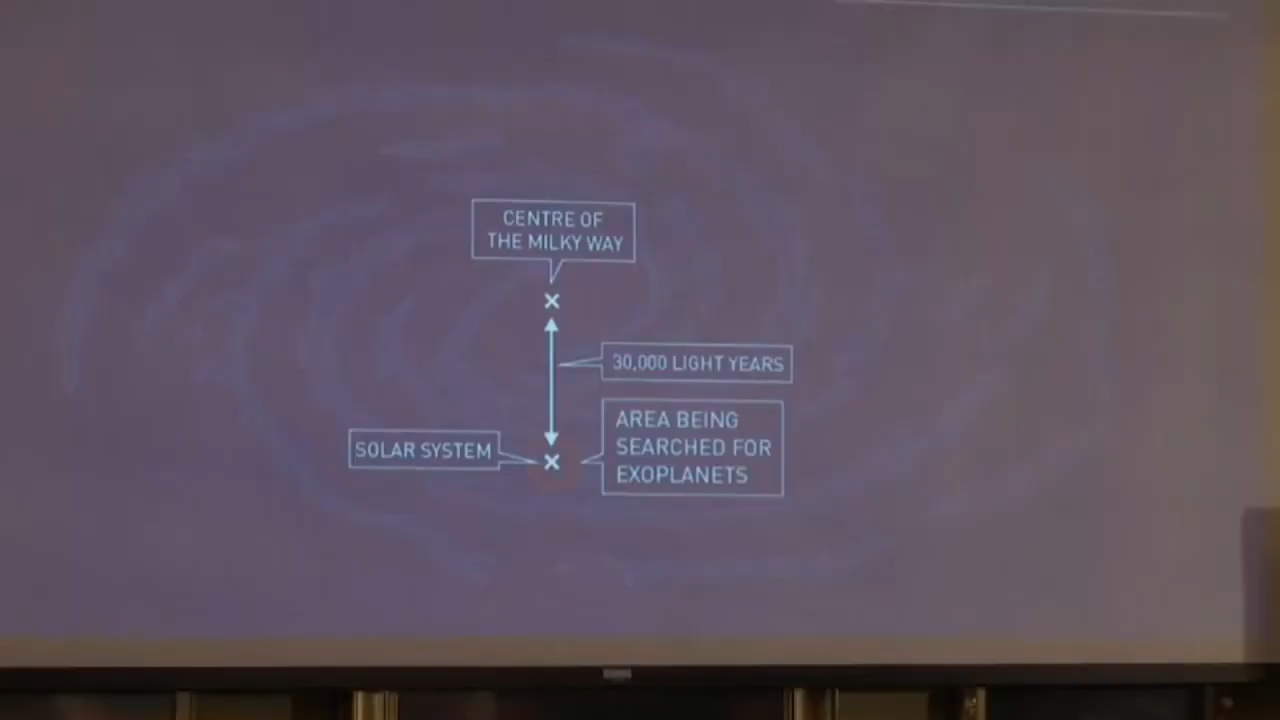 CENTRE OF
THE MILKY WAY
30,000 LIGHT YEARS
AREA BEING
SEARCHED FOR
EXOPLANETS
SOLAR SYSTEM